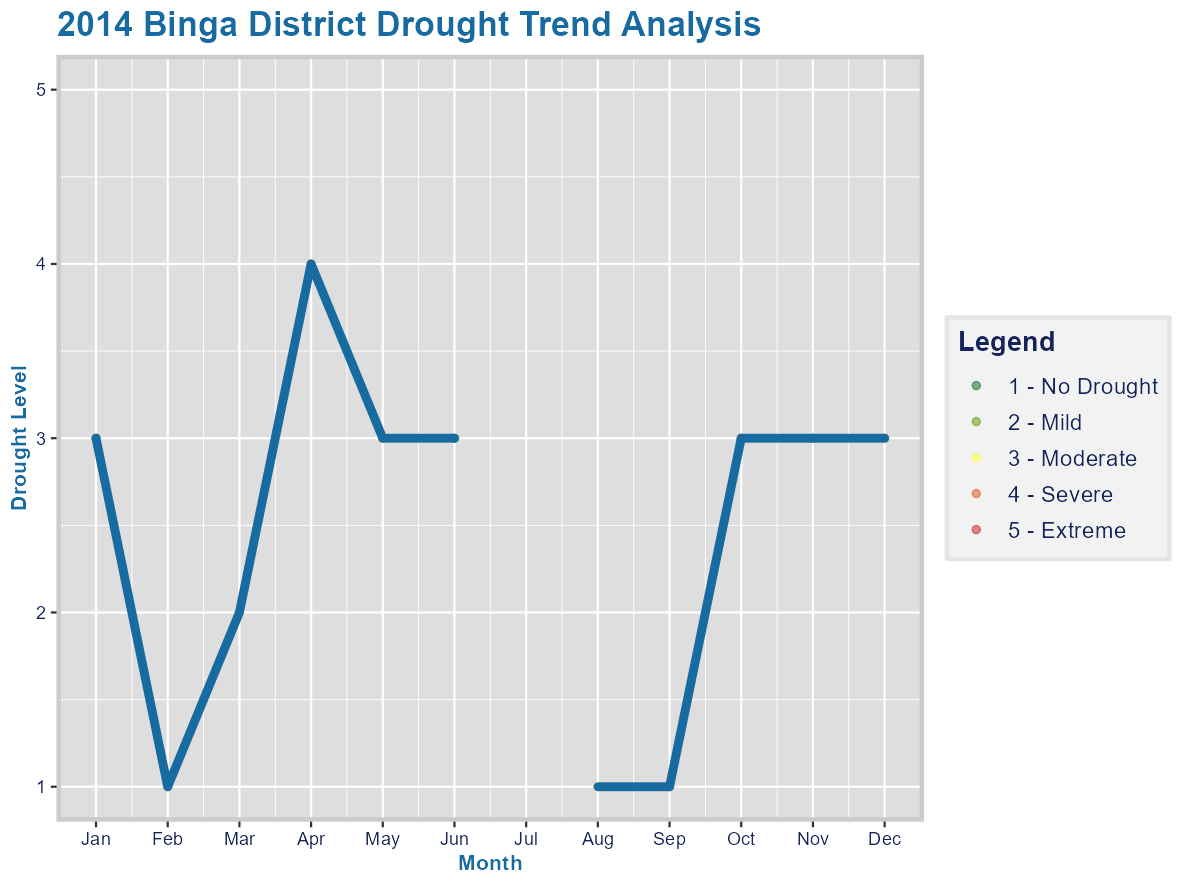 2014 Binga District Drought Trend Analysis
5
4
3
2
1
Drought Level
Jan Feb Mar Apr May Jun Jul Aug Sep Oct Nov Dec
Month
Legend
1 - No Drought
2 - Mild
3 - Moderate
4 - Severe
5 - Extreme